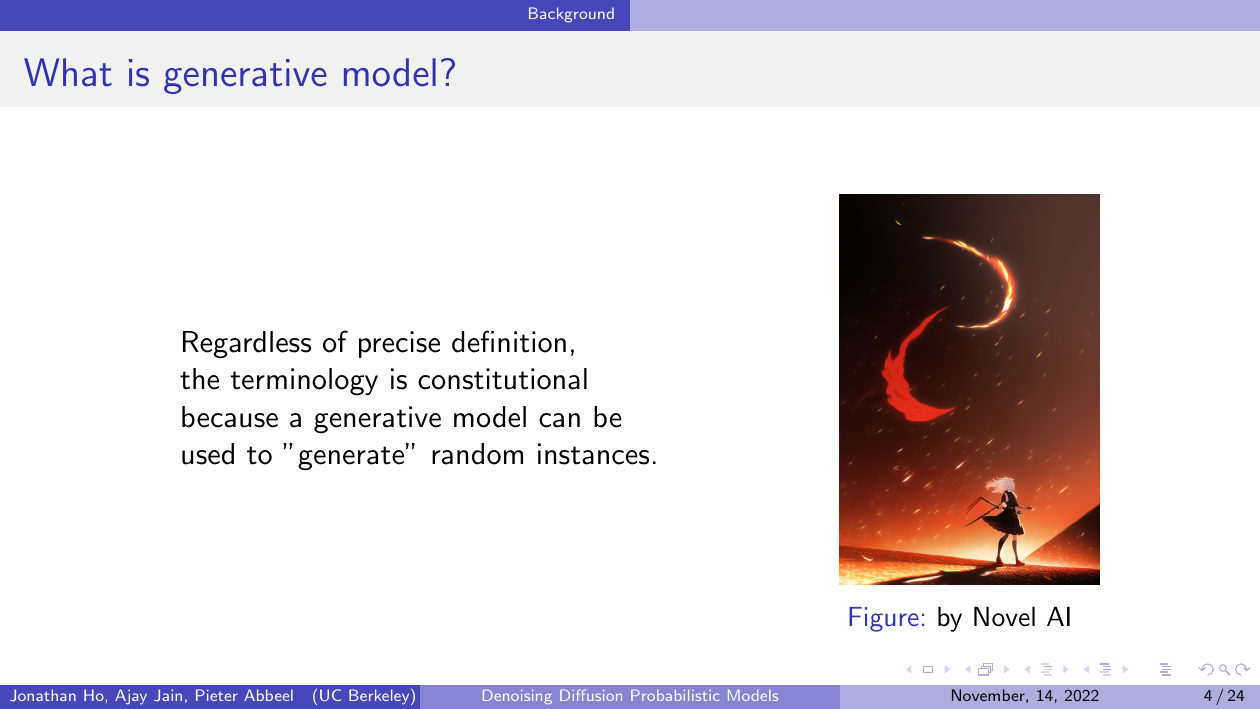 Background
What is generative model?
Regardless of precise definition,
the terminology is constitutional
because a generative model can be
used to ”generate” random instances.
Figure: by Novel AI
Jonathan Ho, Ajay Jain, Pieter Abbeel (UC Berkeley)
Denoising Diffusion Probabilistic Models
November, 14, 2022
4 / 24